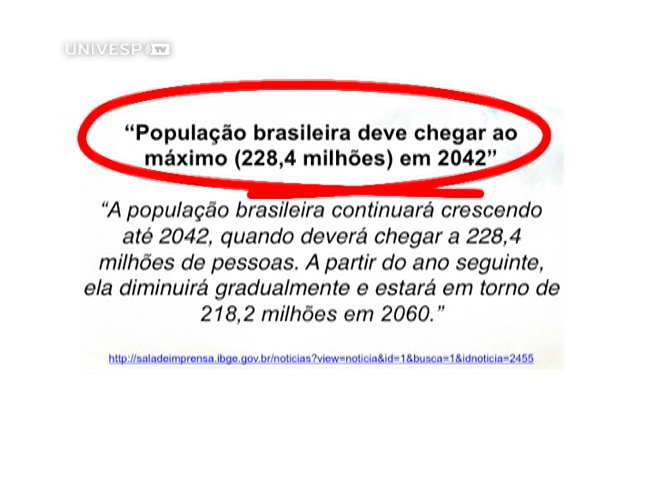 UNIVESP TV
“População brasileira deve chegar ao
máximo (228,4 milhões) em 2042”
“A população brasileira continuará crescendo
até 2042, quando deverá chegar a 228,4
milhões de pessoas. A partir do ano seguinte,
ela diminuirá gradualmente e estará em torno de
218,2 milhões em 2060.”
http://saladeimprensa.ibge.gov.br/noticias?view=noticia&id=1&busca=1&idnoticia=2455